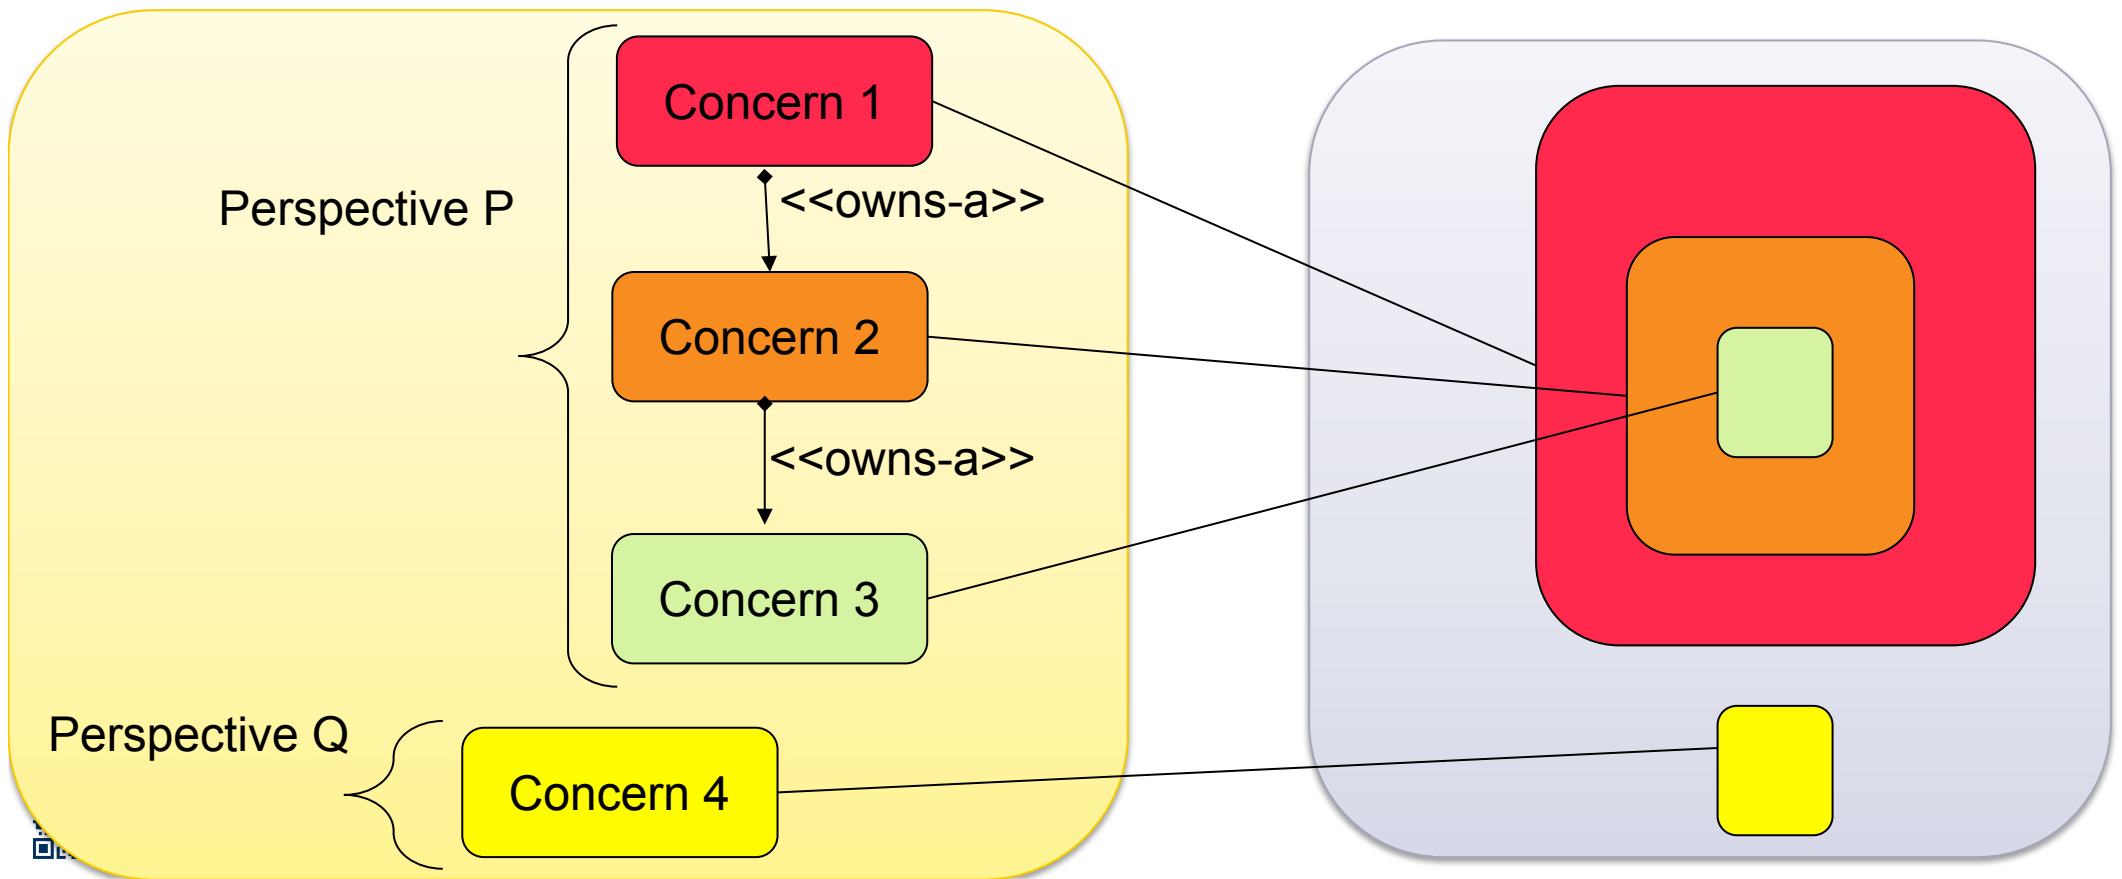 Concern 1
<<owns-a>>
Perspective P
Concern 2
<<owns-a>>
Concern 3
Perspective Q
Concern 4